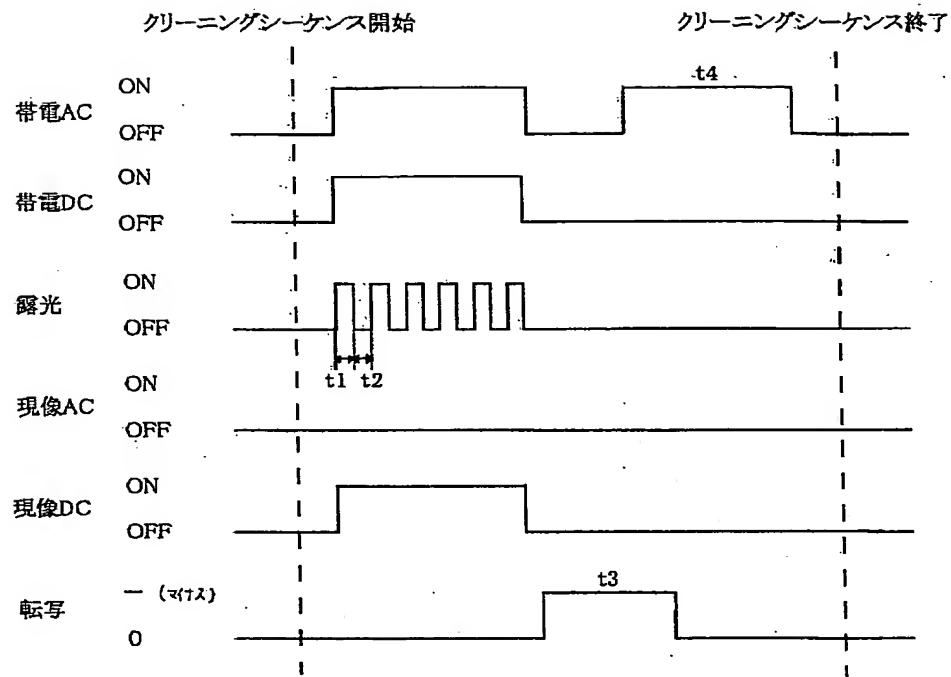 クリーニングシーケンス開始
クリーニングシーケンス終了
帯電AC
ON
OFF
t4
帯電DC
ON
OFF
露光
ON
OFF
t1 t2
現像AC
ON
OFF
現像DC
ON
OFF
転写
ー (マイナス)
0
t3